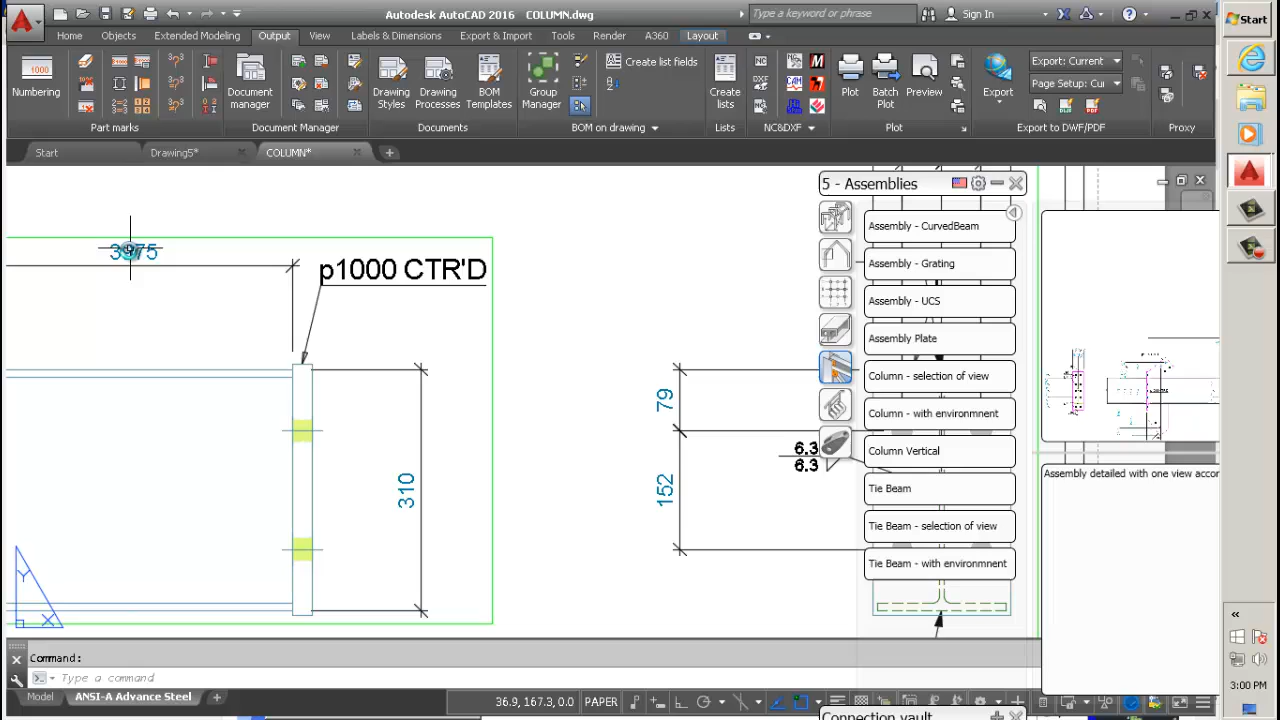 Autodesk AutoCAD 2016 COLUMN.dwg
Type a keyword or phrase
Sign In
Start
Home Objects Extended Modeling Output View Labels & Dimensions Export & Import Tools Render A360 Layout
Numbering
Document manager
Drawing Styles
Drawing Processes
BOM Templates
Group Manager
Create list fields
Create lists
NC
DXF
Plot
Batch Plot
Preview
Export
Export: Current
Page Setup: Cu
Part marks Document Manager Documents BOM on drawing Lists NC&DXF Plot Export to DWF/PDF Proxy
Start Drawing5* COLUMN*
5 - Assemblies
Assembly - CurvedBeam
Assembly - Grating
Assembly - UCS
Assembly Plate
Column - selection of view
Column - with environmnent
Column Vertical
Tie Beam
Tie Beam - selection of view
Tie Beam - with environmnent
Assembly detailed with one view accor
3975
p1000 CTR'D
310
79
152
6.3
6.3
Y
X
Command:
Type a command
Connection vault
Model ANSI-A Advance Steel
36.9, 167.3, 0.0 PAPER
3:00 PM